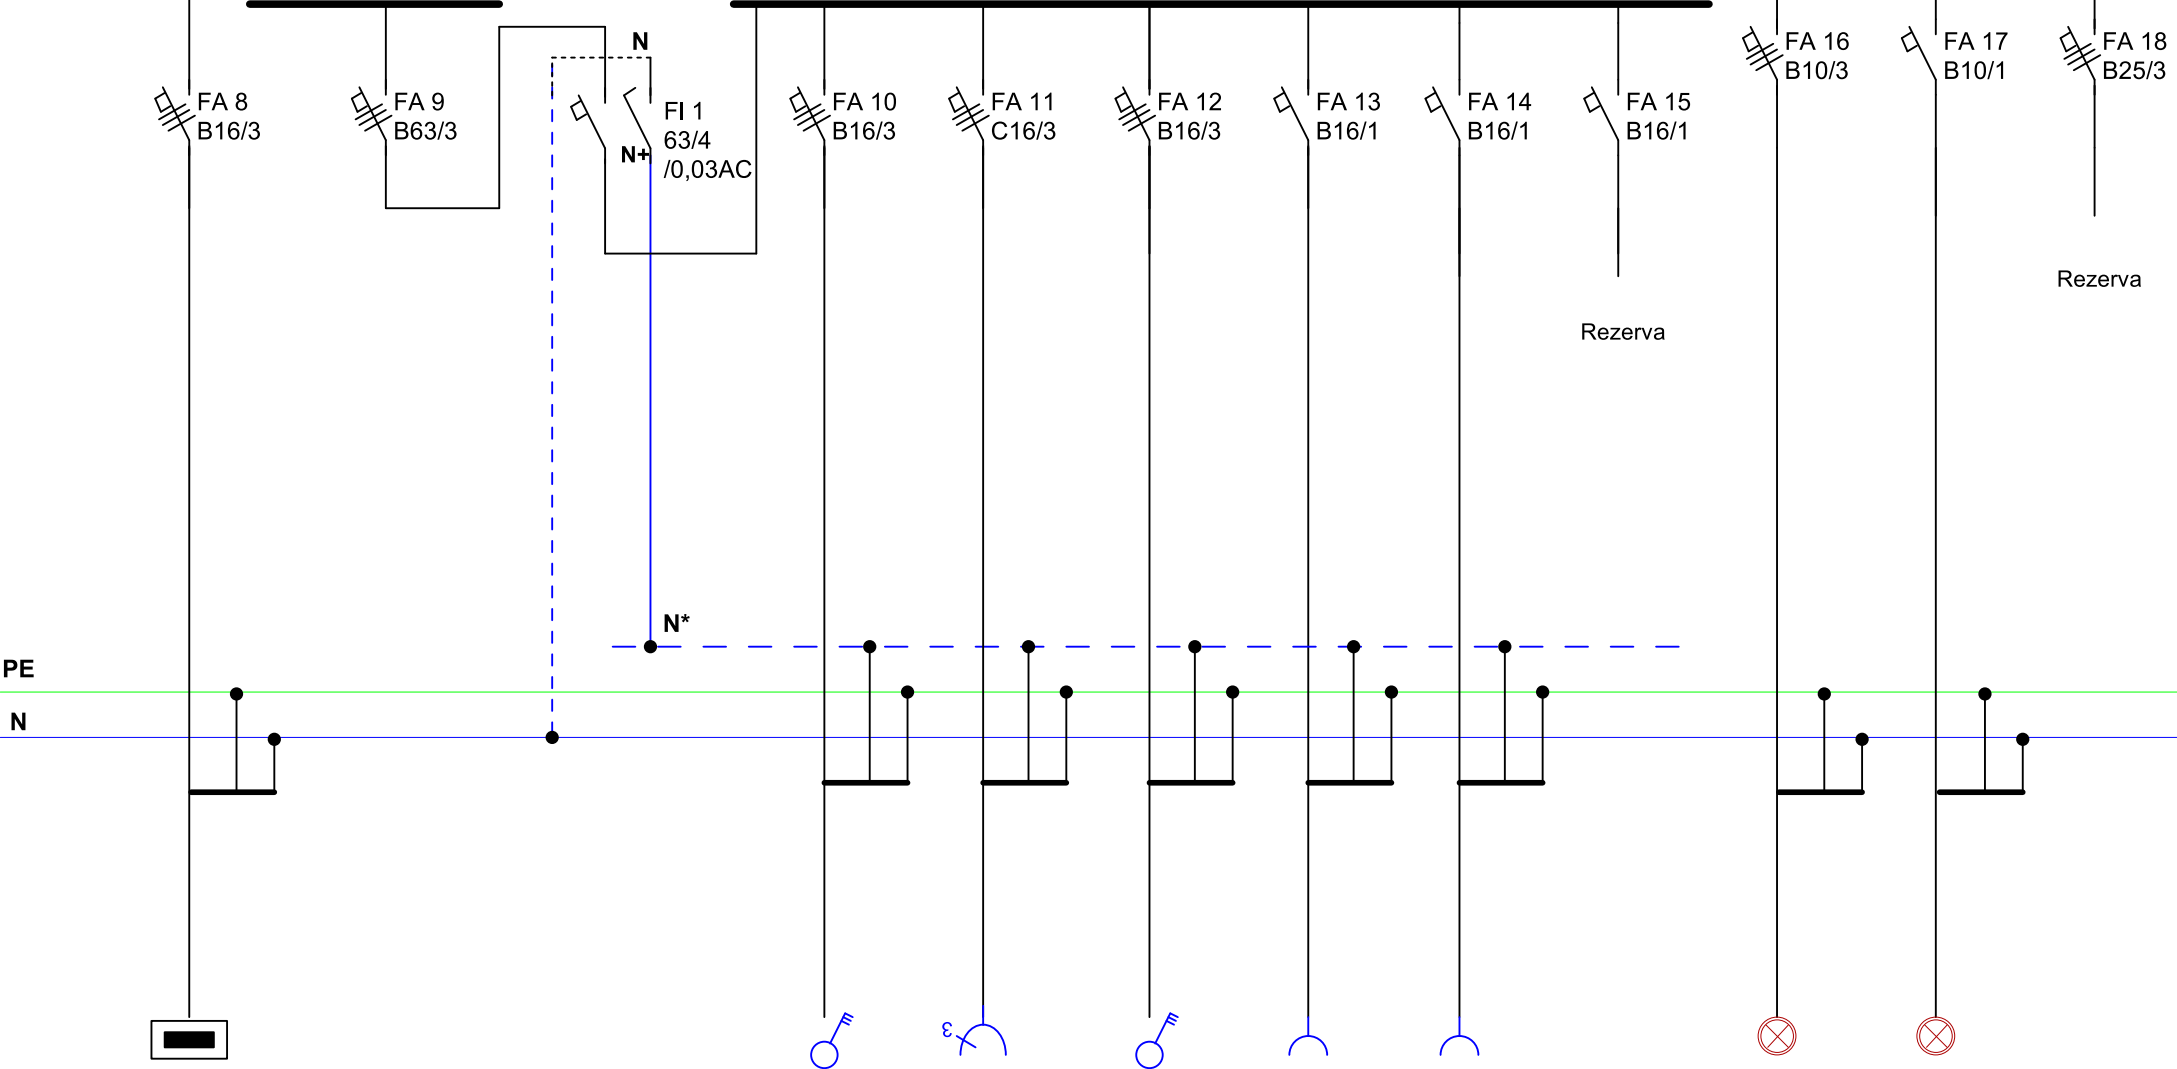 N
FA 8
B16/3
FA 9
B63/3
FI 1
63/4
/0,03AC
N+
FA 10
B16/3
FA 11
C16/3
FA 12
B16/3
FA 13
B16/1
FA 14
B16/1
FA 15
B16/1
FA 16
B10/3
FA 17
B10/1
FA 18
B25/3
Rezerva
Rezerva
N*
PE
N
3